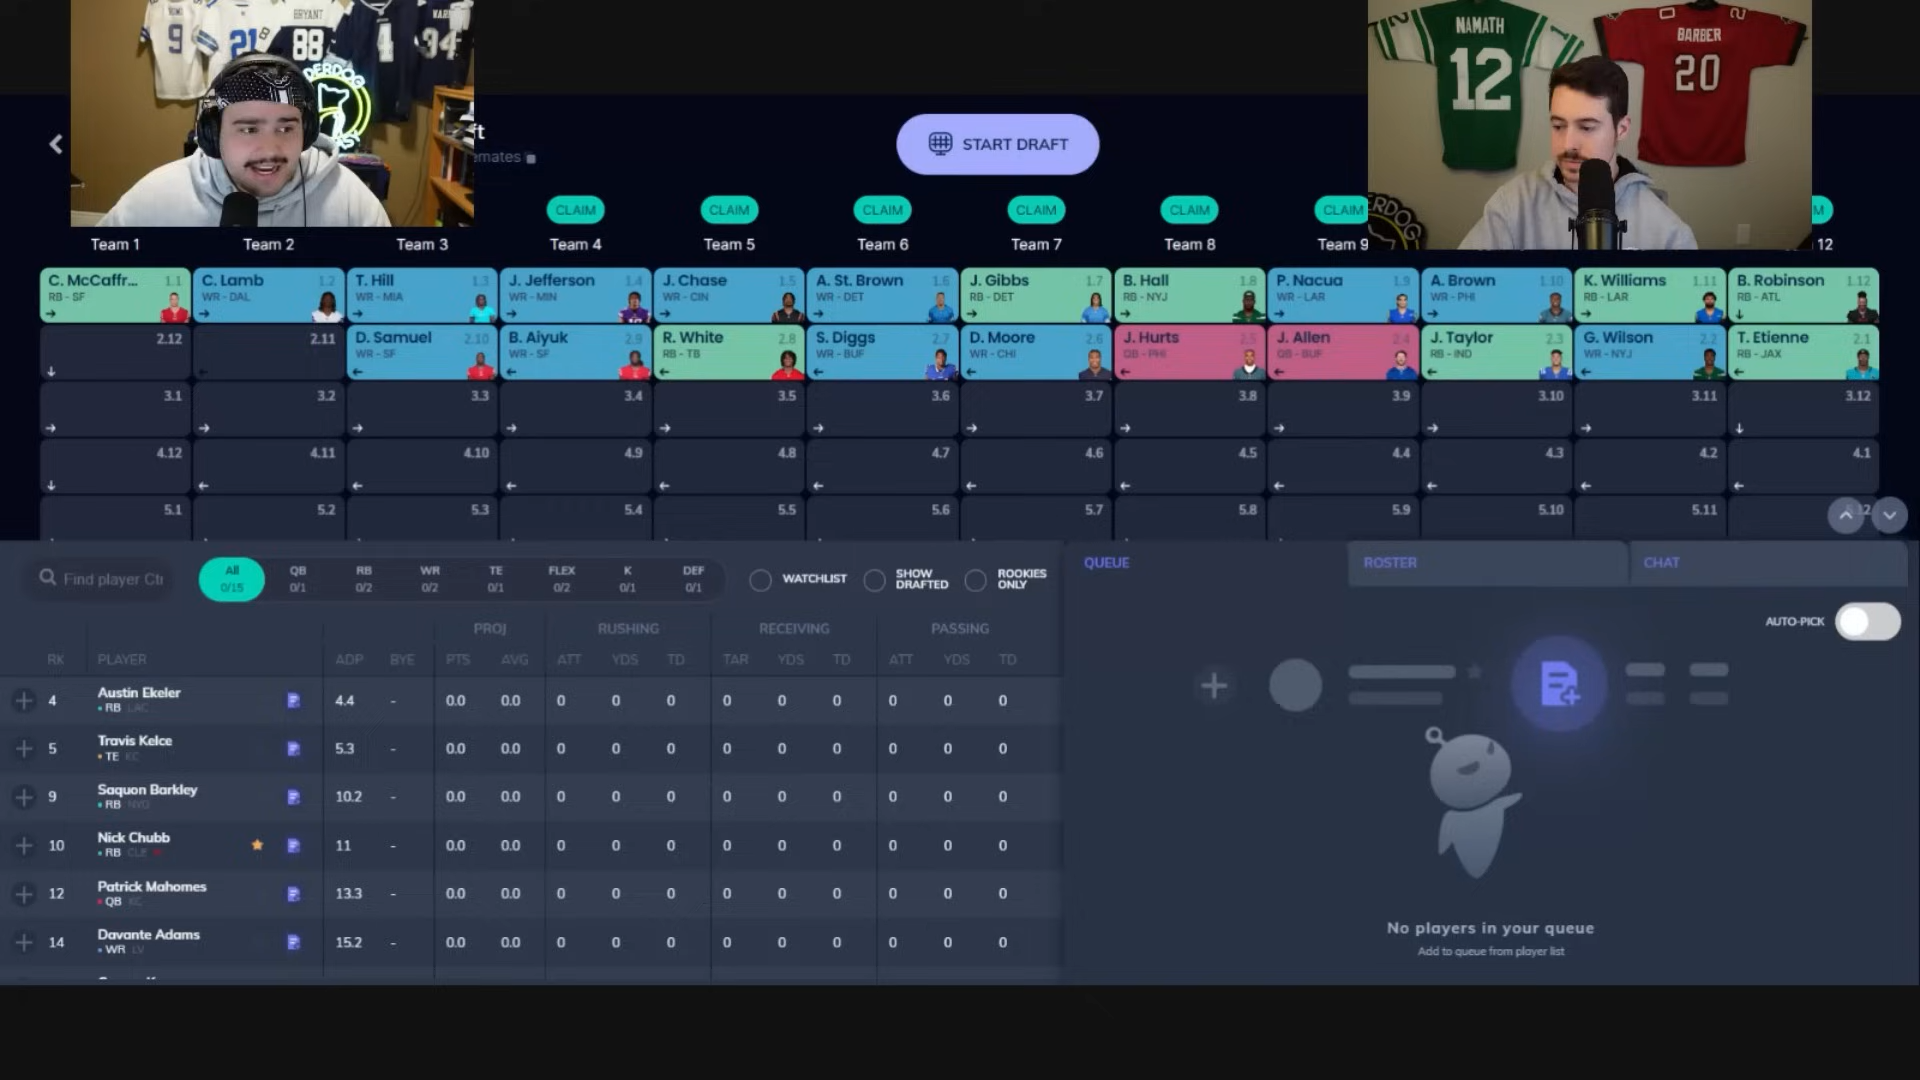 9
21
BRYANT
88
4
94
NAMATH
12
BARBER
20
START DRAFT
CLAIM
CLAIM
CLAIM
CLAIM
CLAIM
CLAIM
Team 1
Team 2
Team 3
Team 4
Team 5
Team 6
Team 7
Team 8
Team 9
12
C. McCaffr... 1.1
RB - SF
C. Lamb 1.2
WR - DAL
T. Hill 1.3
WR - MIA
J. Jefferson 1.4
WR - MIN
J. Chase 1.5
WR - CIN
A. St. Brown 1.6
WR - DET
J. Gibbs 1.7
RB - DET
B. Hall 1.8
RB - NYJ
P. Nacua 1.9
WR - LAR
A. Brown 1.10
WR - PHI
K. Williams 1.11
RB - LAR
B. Robinson 1.12
RB - ATL
2.12
2.11
D. Samuel 2.10
WR - SF
B. Aiyuk 2.9
WR - SF
R. White 2.8
RB - TB
S. Diggs 2.7
WR - BUF
D. Moore 2.6
WR - CHI
J. Hurts 2.5
QB - PHI
J. Allen 2.4
QB - BUF
J. Taylor 2.3
RB - IND
G. Wilson 2.2
WR - NYJ
T. Etienne 2.1
RB - JAX
3.1 3.2 3.3 3.4 3.5 3.6 3.7 3.8 3.9 3.10 3.11 3.12
4.12 4.11 4.10 4.9 4.8 4.7 4.6 4.5 4.4 4.3 4.2 4.1
5.1 5.2 5.3 5.4 5.5 5.6 5.7 5.8 5.9 5.10 5.11
Find player Ctr
All 0/15
QB 0/1
RB 0/2
WR 0/2
TE 0/1
FLEX 0/2
K 0/1
DEF 0/1
WATCHLIST
SHOW DRAFTED
ROOKIES ONLY
QUEUE
ROSTER
CHAT
AUTO-PICK
PROJ RUSHING RECEIVING PASSING
RK PLAYER ADP BYE PTS AVG ATT YDS TD TAR YDS TD ATT YDS TD
4 Austin Ekeler 4.4 - 0.0 0.0 0 0 0 0 0 0 0 0 0
RB LAC
5 Travis Kelce 5.3 - 0.0 0.0 0 0 0 0 0 0 0 0 0
TE KC
9 Saquon Barkley 10.2 - 0.0 0.0 0 0 0 0 0 0 0 0 0
RB NYG
10 Nick Chubb 11 - 0.0 0.0 0 0 0 0 0 0 0 0 0
RB CLE
12 Patrick Mahomes 13.3 - 0.0 0.0 0 0 0 0 0 0 0 0 0
QB KC
14 Davante Adams 15.2 - 0.0 0.0 0 0 0 0 0 0 0 0 0
WR LV
No players in your queue
Add to queue from player list